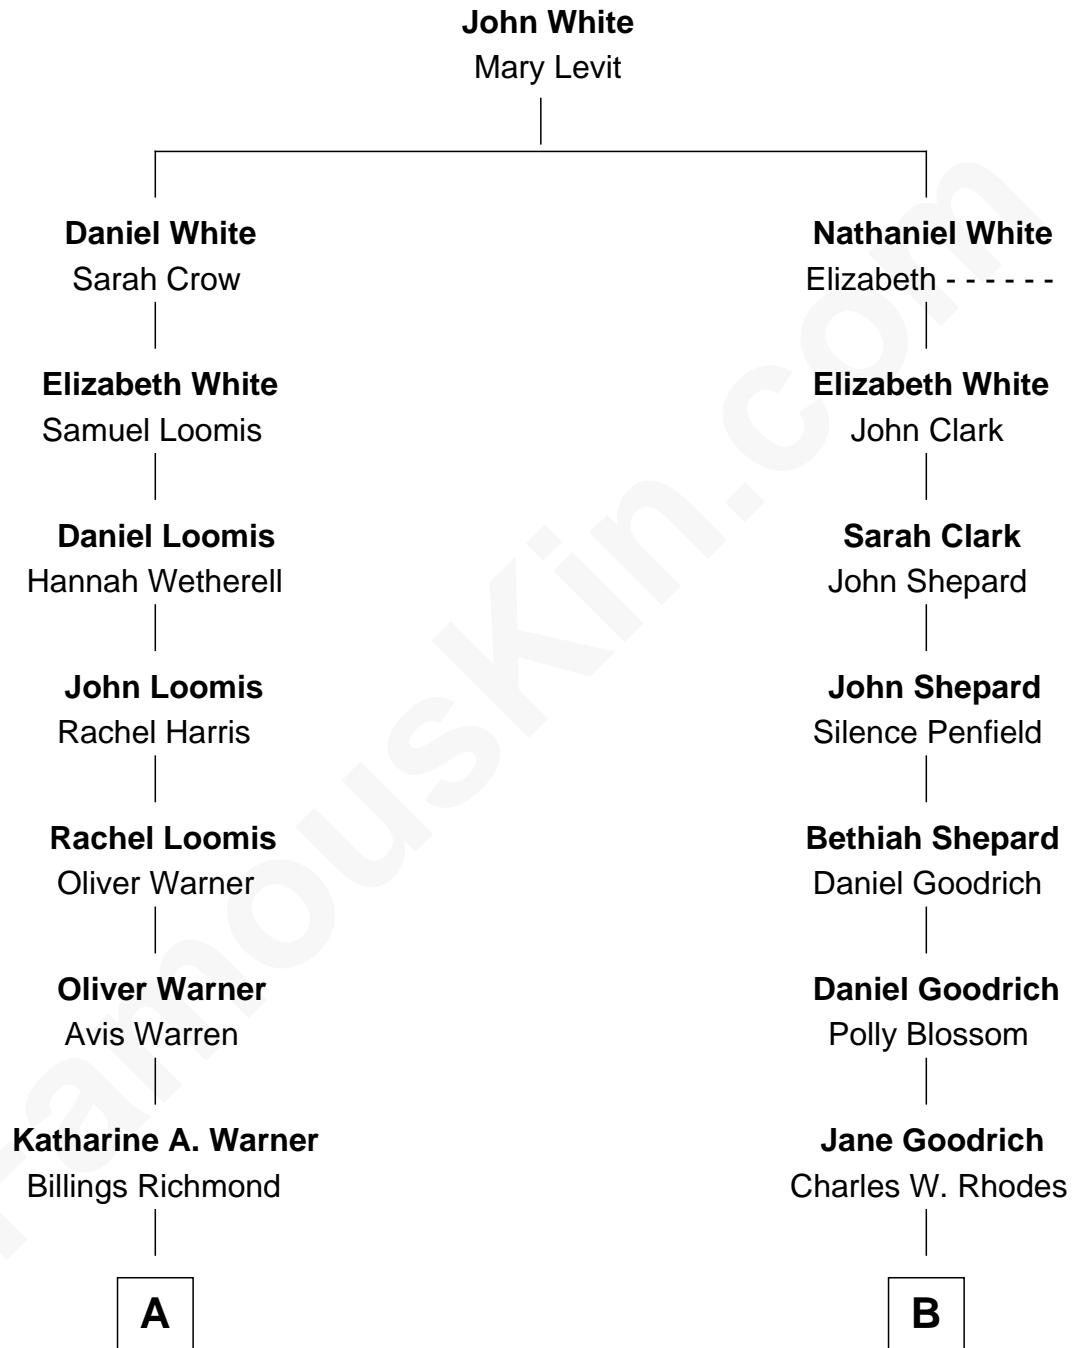 John White
Mary Levit
Daniel White
Sarah Crow
Nathaniel White
Elizabeth - - - - - -
Elizabeth White
Samuel Loomis
Elizabeth White
John Clark
Daniel Loomis
Hannah Wetherell
Sarah Clark
John Shepard
John Loomis
Rachel Harris
John Shepard
Silence Penfield
Rachel Loomis
Oliver Warner
Bethiah Shepard
Daniel Goodrich
Oliver Warner
Avis Warren
Daniel Goodrich
Polly Blossom
Katharine A. Warner
Billings Richmond
Jane Goodrich
Charles W. Rhodes
A
B
FamousKin.com